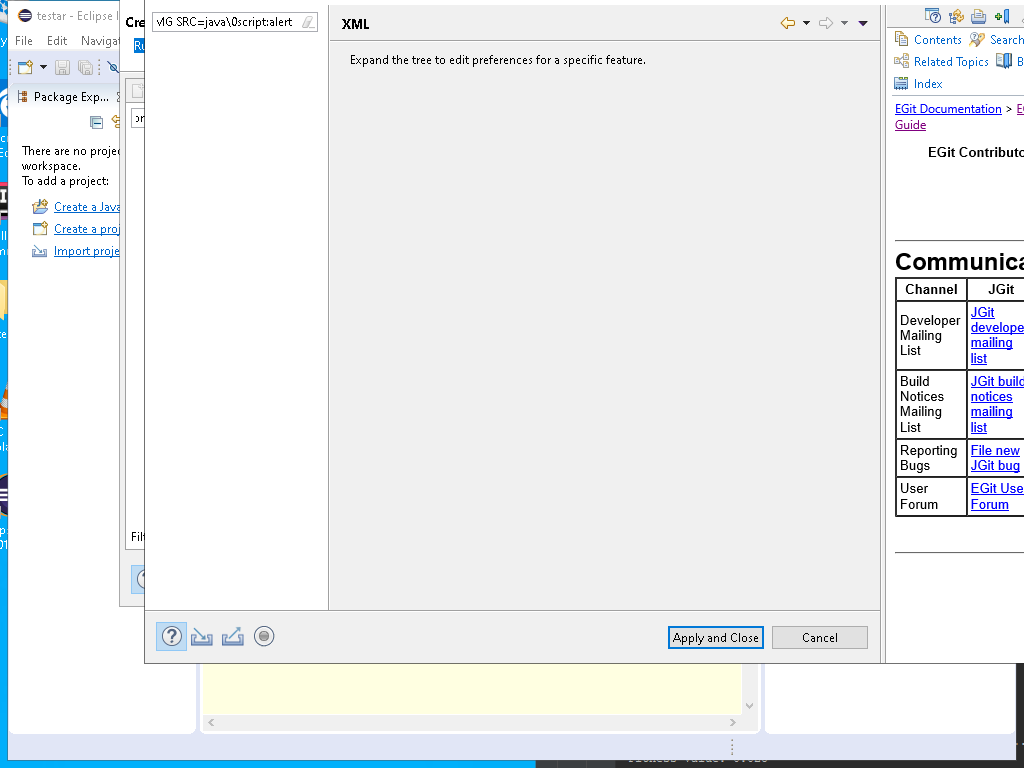 testar - Eclipse
File Edit Navigat
Package Exp...
There are no proje
workspace.
To add a project:
Create a Java
Create a proj
Import proje
Cre
Ru
Filt
MG SRC=java\0script:alert
XML
Expand the tree to edit preferences for a specific feature.
Apply and Close
Cancel
Contents
Search
Related Topics
B
Index
EGit Documentation > E
Guide
EGit Contributo
Communica
Channel JGit
Developer
Mailing
List
JGit
develope
mailing
list
Build
Notices
Mailing
List
JGit build
notices
mailing
list
Reporting
Bugs
File new
JGit bug
User
Forum
EGit Use
Forum